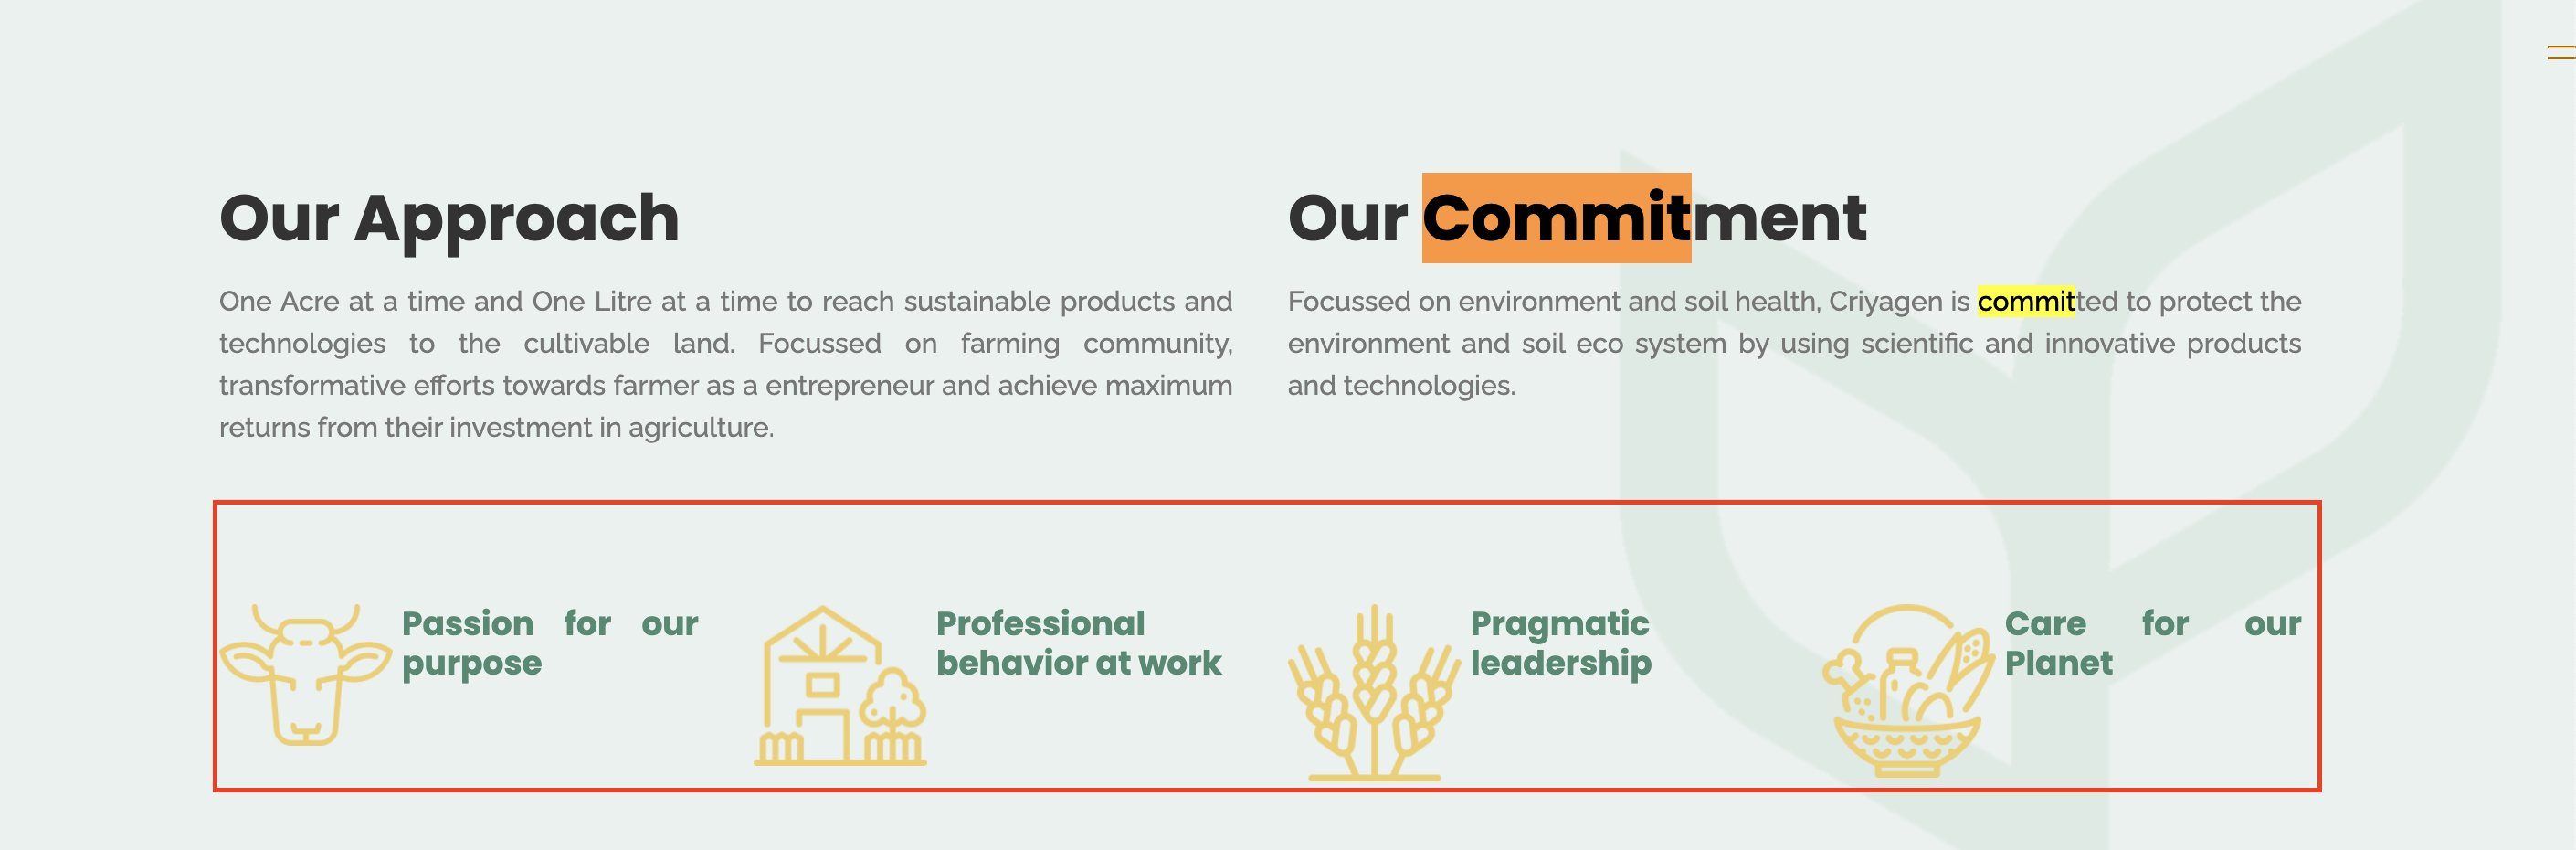 Our Approach
One Acre at a time and One Litre at a time to reach sustainable products and
technologies to the cultivable land. Focussed on farming community,
transformative efforts towards farmer as a entrepreneur and achieve maximum
returns from their investment in agriculture.
Our Commitment
Focussed on environment and soil health, Criyagen is committed to protect the
environment and soil eco system by using scientific and innovative products
and technologies.
Passion for our
purpose
Professional
behavior at work
Pragmatic
leadership
Care for our
Planet